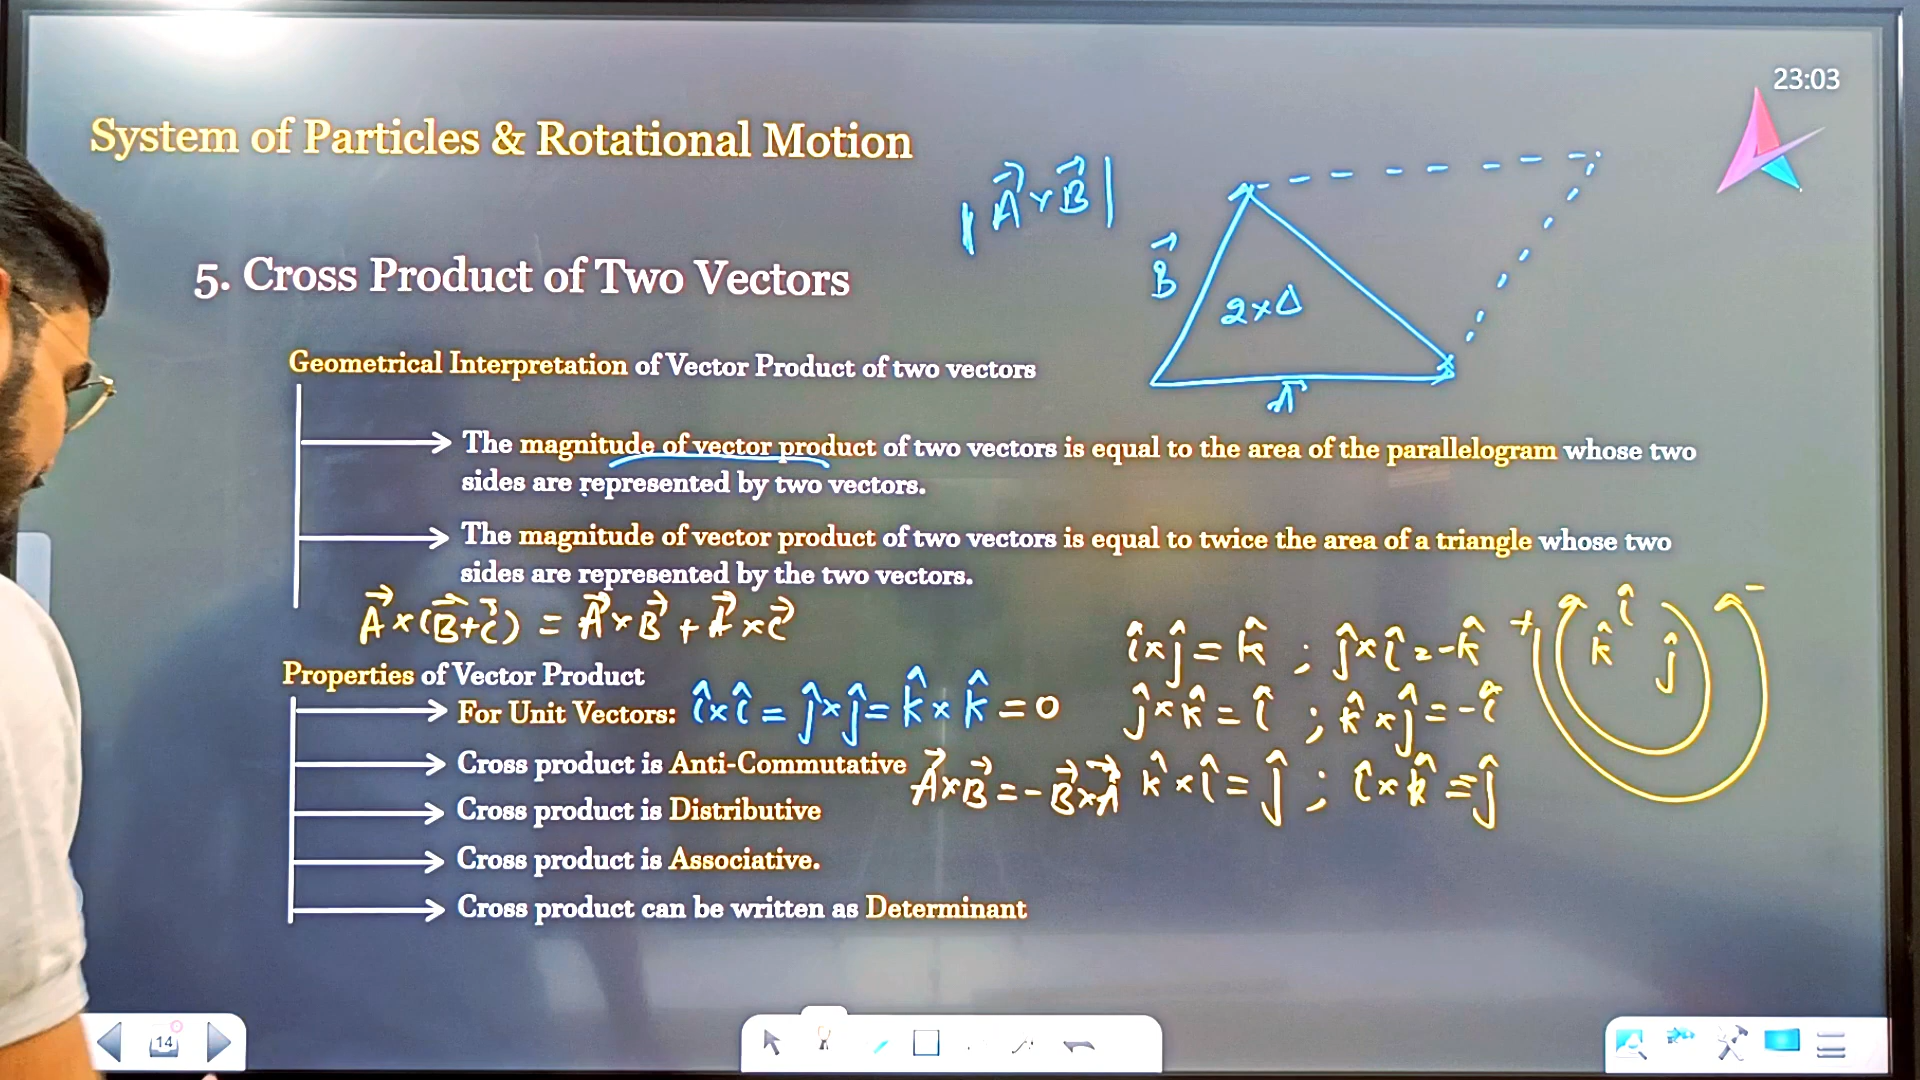 23:03
System of Particles & Rotational Motion
|A⃗×B⃗|
5. Cross Product of Two Vectors
B⃗
2×Δ
A⃗
Geometrical Interpretation of Vector Product of two vectors
The magnitude of vector product of two vectors is equal to the area of the parallelogram whose two
sides are represented by two vectors.
The magnitude of vector product of two vectors is equal to twice the area of a triangle whose two
sides are represented by the two vectors.
A⃗×(B⃗+C⃗) = A⃗×B⃗ + A⃗×C⃗
î×ĵ = k̂ ; ĵ×î = -k̂
+ k̂ î ĵ -
Properties of Vector Product
For Unit Vectors: î×î = ĵ×ĵ = k̂×k̂ = 0
ĵ×k̂ = î ; k̂×ĵ = -î
Cross product is Anti-Commutative A⃗×B⃗ = -B⃗×A⃗
k̂×î = ĵ ; î×k̂ = -ĵ
Cross product is Distributive
Cross product is Associative.
Cross product can be written as Determinant
14